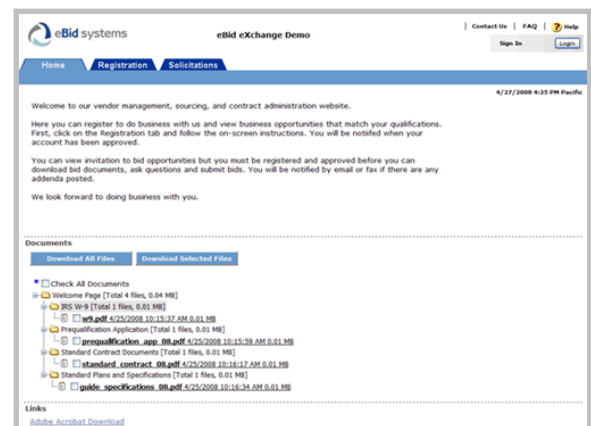 eBid systems
eBid eXchange Demo
Contact Us | FAQ | ? Help
Sign In Login
Home Registration Solicitations
4/27/2008 4:25 PM Pacific
Welcome to our vendor management, sourcing, and contract administration website.
Here you can register to do business with us and view business opportunities that match your qualifications.
First, click on the Registration tab and follow the on-screen instructions. You will be notifed when your
account has been approved.
You can view invitation to bid opportunities but you must be registered and approved before you can
download bid documents, ask questions and submit bids. You will be notified by email or fax if there are any
addenda posted.
We look forward to doing business with you.
Documents
Download All Files Download Selected Files
* Check All Documents
Welcome Page [Total 4 files, 0.04 MB]
IRS W-9 [Total 1 files, 0.01 MB]
w9.pdf 4/25/2008 10:15:37 AM 0.01 MB
Prequalification Application [Total 1 files, 0.01 MB]
prequalification_app_08.pdf 4/25/2008 10:15:59 AM 0.01 MB
Standard Contract Documents [Total 1 files, 0.01 MB]
standard_contract_08.pdf 4/25/2008 10:16:17 AM 0.01 MB
Standard Plans and Specifications [Total 1 files, 0.01 MB]
guide_specifications_08.pdf 4/25/2008 10:16:34 AM 0.01 MB
Links
Adobe Acrobat Download